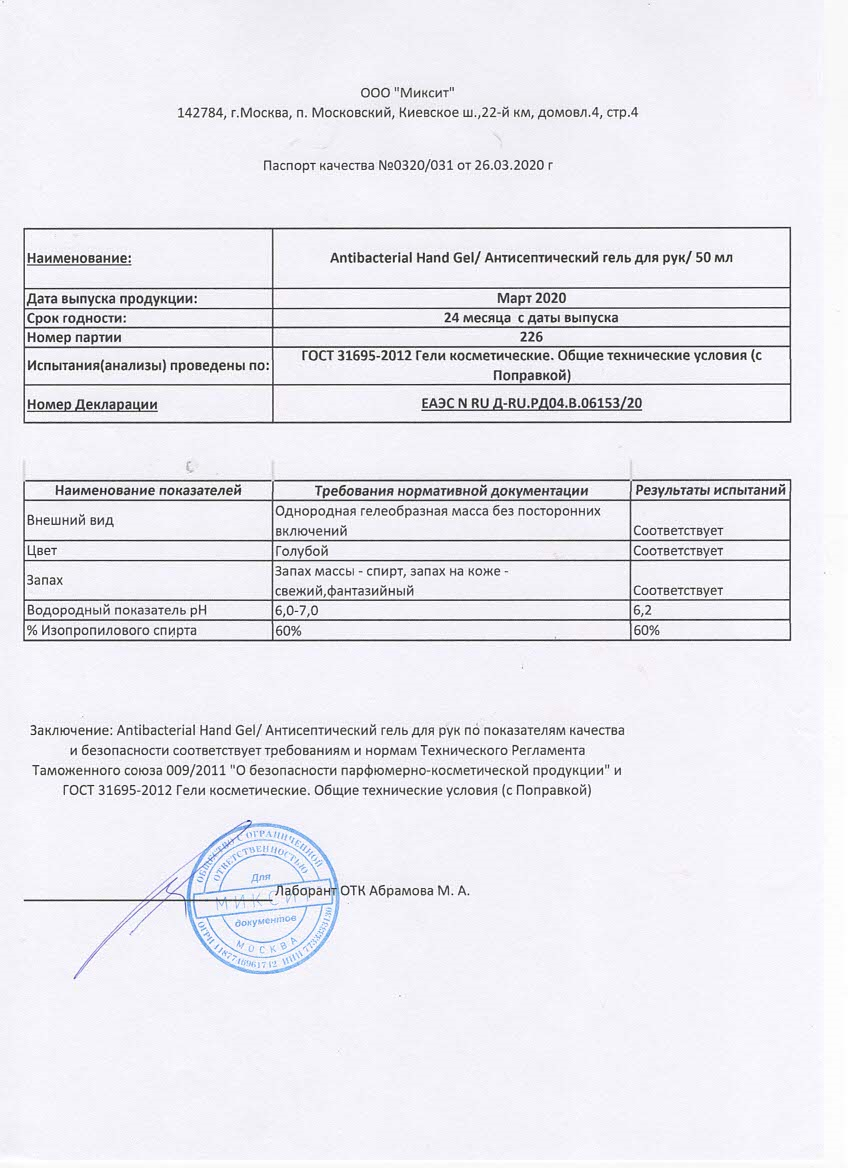 ООО "Миксит"
142784, г.Москва, п. Московский, Киевское ш.,22-й км, домовл.4, стр.4
Паспорт качества №0320/031 от 26.03.2020 г
Наименование: Antibacterial Hand Gel/ Антисептический гель для рук/ 50 мл
Дата выпуска продукции: Март 2020
Срок годности: 24 месяца с даты выпуска
Номер партии 226
Испытания(анализы) проведены по: ГОСТ 31695-2012 Гели косметические. Общие технические условия (с
Поправкой)
Номер Декларации ЕАЭС N RU Д-RU.РД04.В.06153/20
Наименование показателей Требования нормативной документации Результаты испытаний
Внешний вид Однородная гелеобразная масса без посторонних
включений Соответствует
Цвет Голубой Соответствует
Запах Запах массы - спирт, запах на коже -
свежий,фантазийный Соответствует
Водородный показатель pH 6,0-7,0 6,2
% Изопропилового спирта 60% 60%
Заключение: Antibacterial Hand Gel/ Антисептический гель для рук по показателям качества
и безопасности соответствует требованиям и нормам Технического Регламента
Таможенного союза 009/2011 "О безопасности парфюмерно-косметической продукции" и
ГОСТ 31695-2012 Гели косметические. Общие технические условия (с Поправкой)
Лаборант ОТК Абрамова М. А.
ОБЩЕСТВО С ОГРАНИЧЕННОЙ
ОТВЕТСТВЕННОСТЬЮ
Для
МИКСИТ
документов
МОСКВА
ОГРН 1187746961742 ИНН